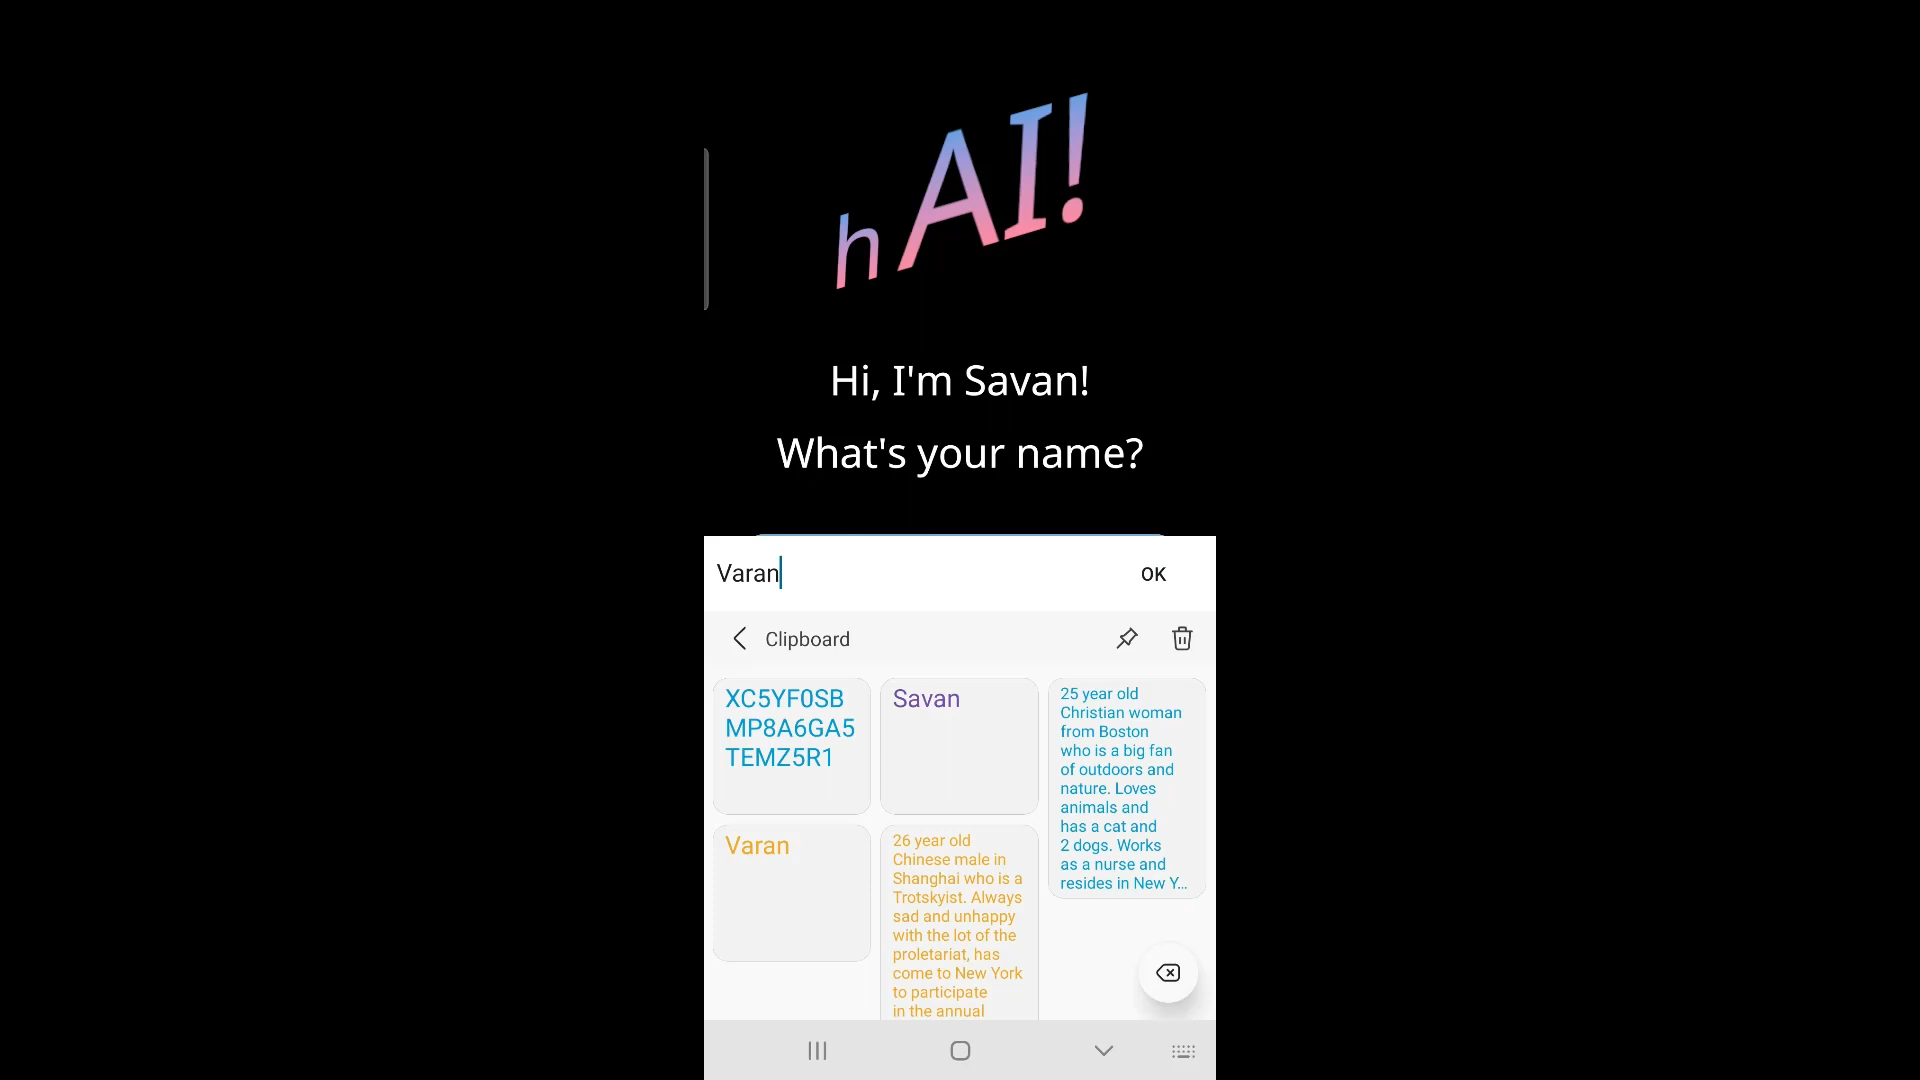 hAI!
Hi, I'm Savan!
What's your name?
Varan
OK
Clipboard
XC5YF0SB
MP8A6GA5
TEMZ5R1
Savan
25 year old
Christian woman
from Boston
who is a big fan
of outdoors and
nature. Loves
animals and
has a cat and
2 dogs. Works
as a nurse and
resides in New Y...
Varan
26 year old
Chinese male in
Shanghai who is a
Trotskyist. Always
sad and unhappy
with the lot of the
proletariat, has
come to New York
to participate
in the annual